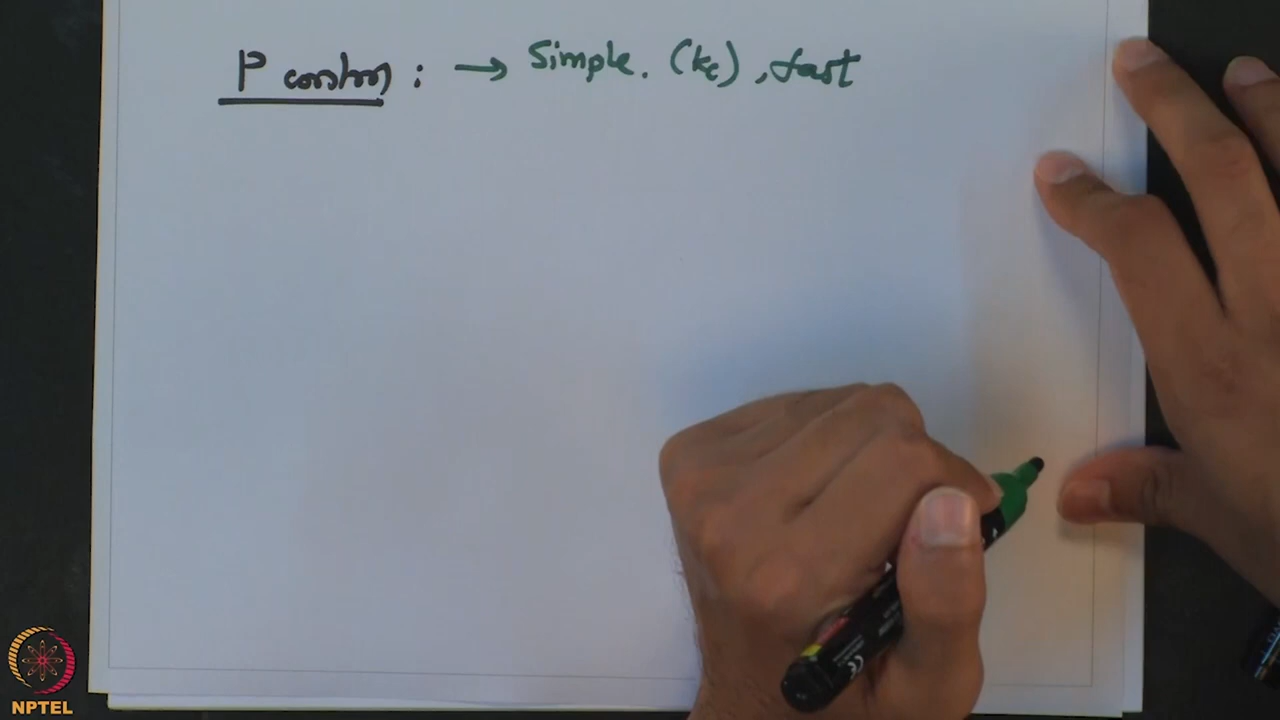 P control : → Simple. (kc), fast
NPTEL